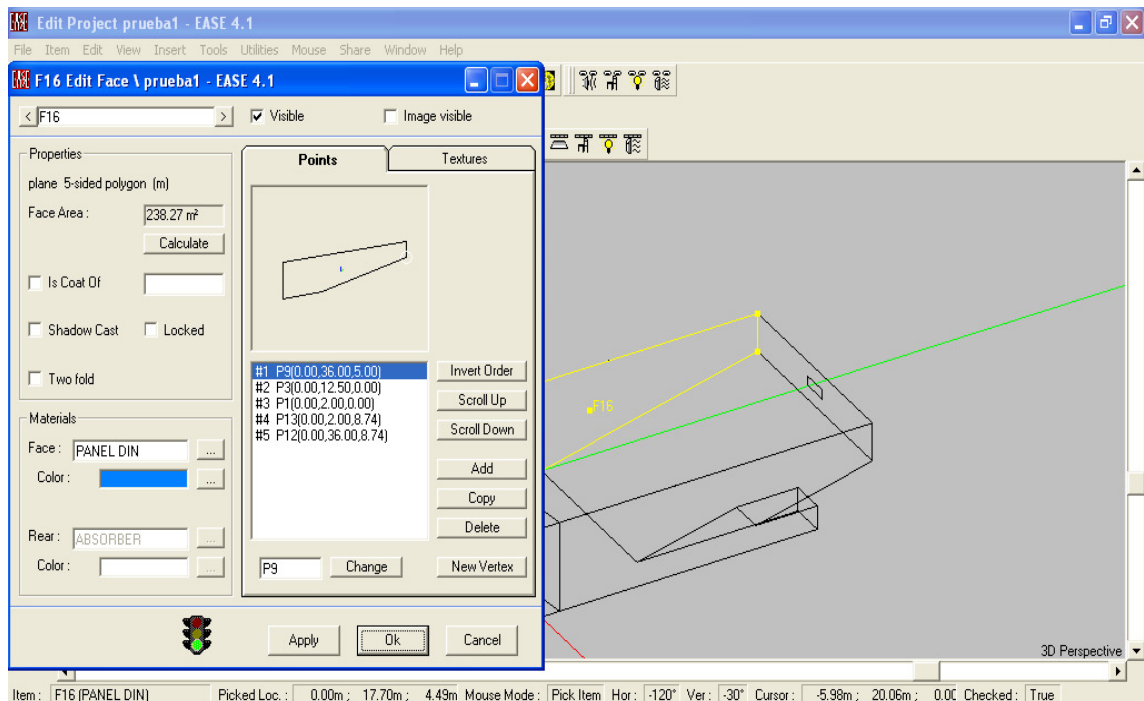 Edit Project prueba1 - EASE 4.1
File Item Edit View Insert Tools Utilities Mouse Share Window Help
F16 Edit Face \ prueba1 - EASE 4.1
< F16 > Visible Image visible
Properties
Points Textures
plane 5-sided polygon (m)
Face Area : 238.27 m²
Calculate
Is Coat Of
Shadow Cast Locked
Two fold
#1 P9(0.00,36.00,5.00)
#2 P3(0.00,12.50,0.00)
#3 P1(0.00,2.00,0.00)
#4 P13(0.00,2.00,8.74)
#5 P12(0.00,36.00,8.74)
Invert Order
Scroll Up
Scroll Down
Add
Copy
Delete
P9 Change New Vertex
Materials
Face : PANEL DIN ...
Color : ...
Rear : ABSORBER ...
Color : ...
Apply Ok Cancel
F16
3D Perspective
Item : F16 (PANEL DIN) Picked Loc. : 0.00m ; 17.70m ; 4.49m Mouse Mode : Pick Item Hor : -120° Ver : -30° Cursor : -5.98m ; 20.06m ; 0.00 Checked : True